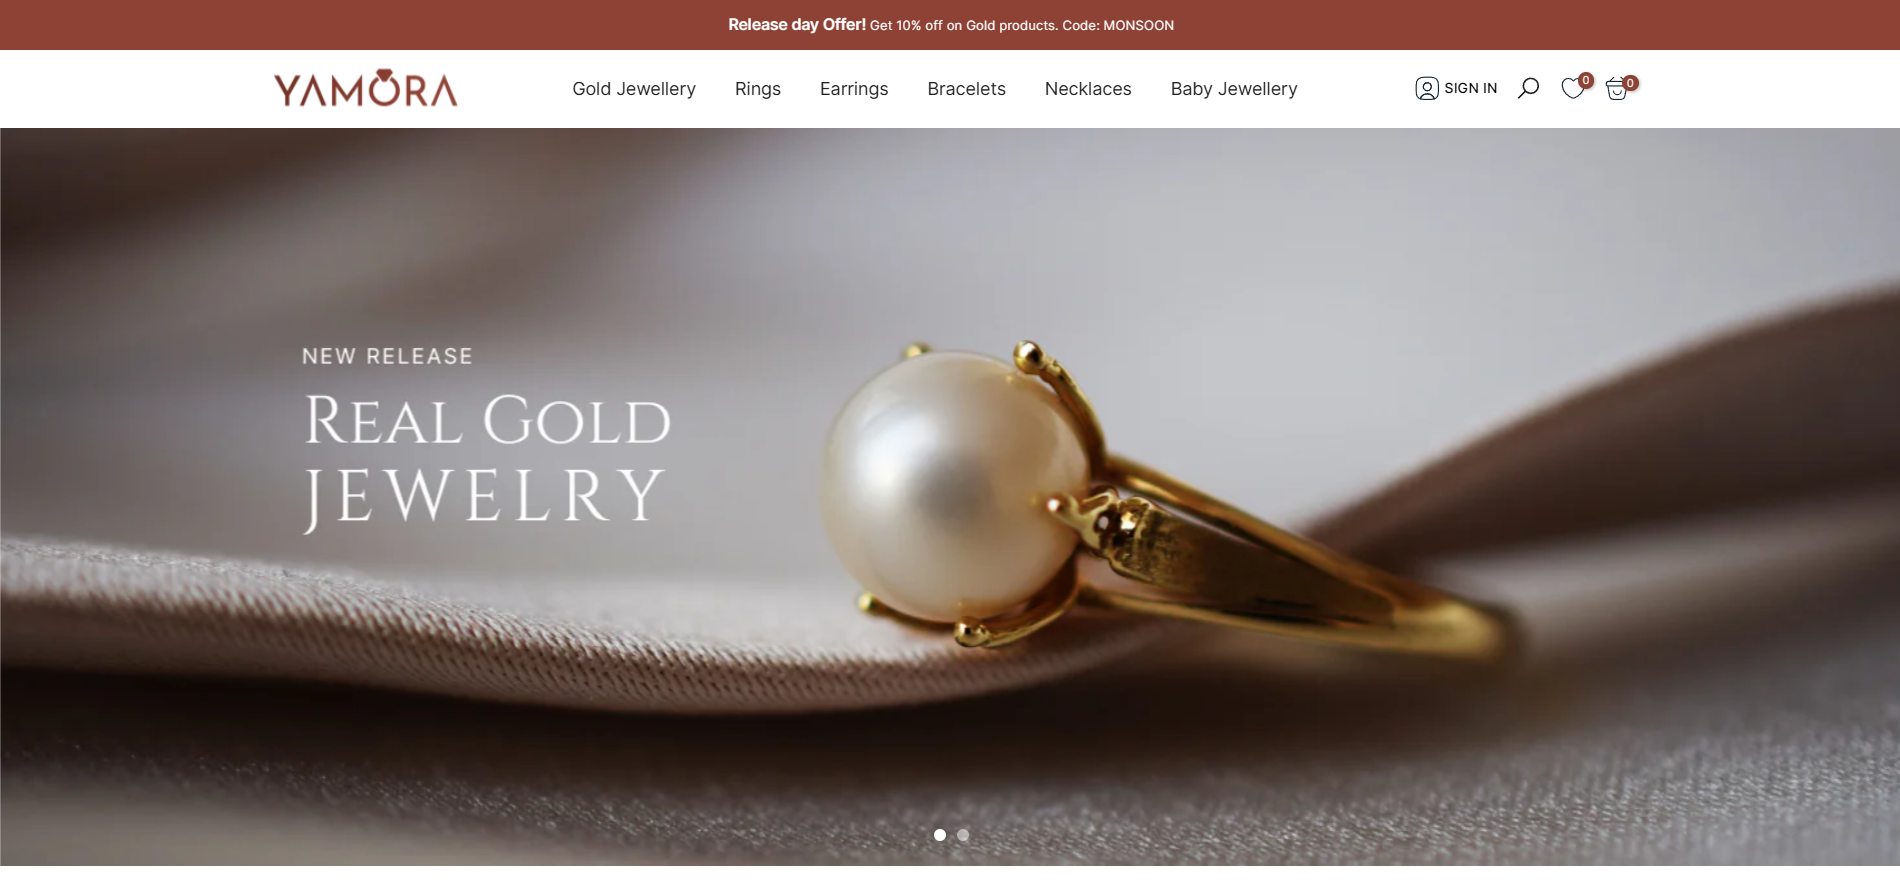 Release day Offer! Get 10% off on Gold products. Code: MONSOON
YAMORA
Gold Jewellery Rings Earrings Bracelets Necklaces Baby Jewellery
SIGN IN 0 0
NEW RELEASE
REAL GOLD
JEWELRY